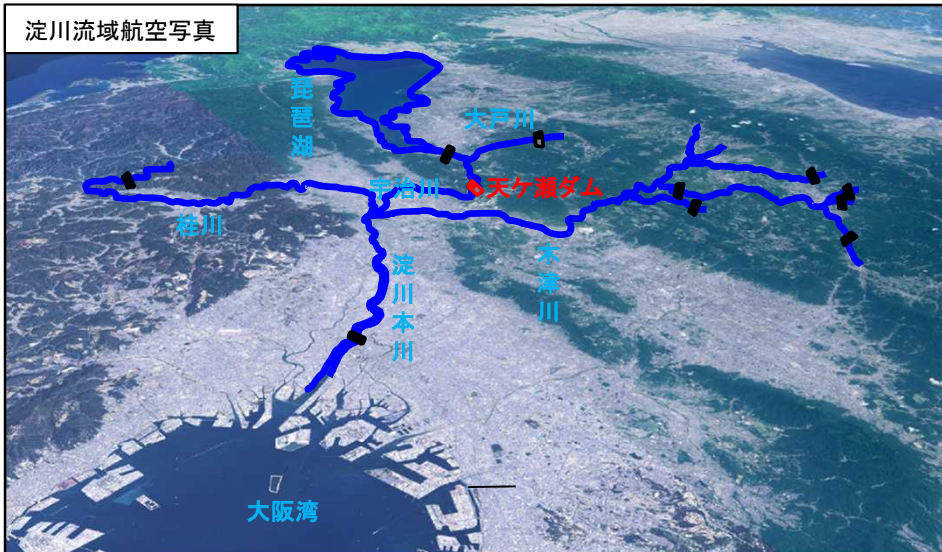 淀川流域航空写真
琵琶湖
大戸川
宇治川
天ケ瀬ダム
桂川
淀川本川
木津川
大阪湾